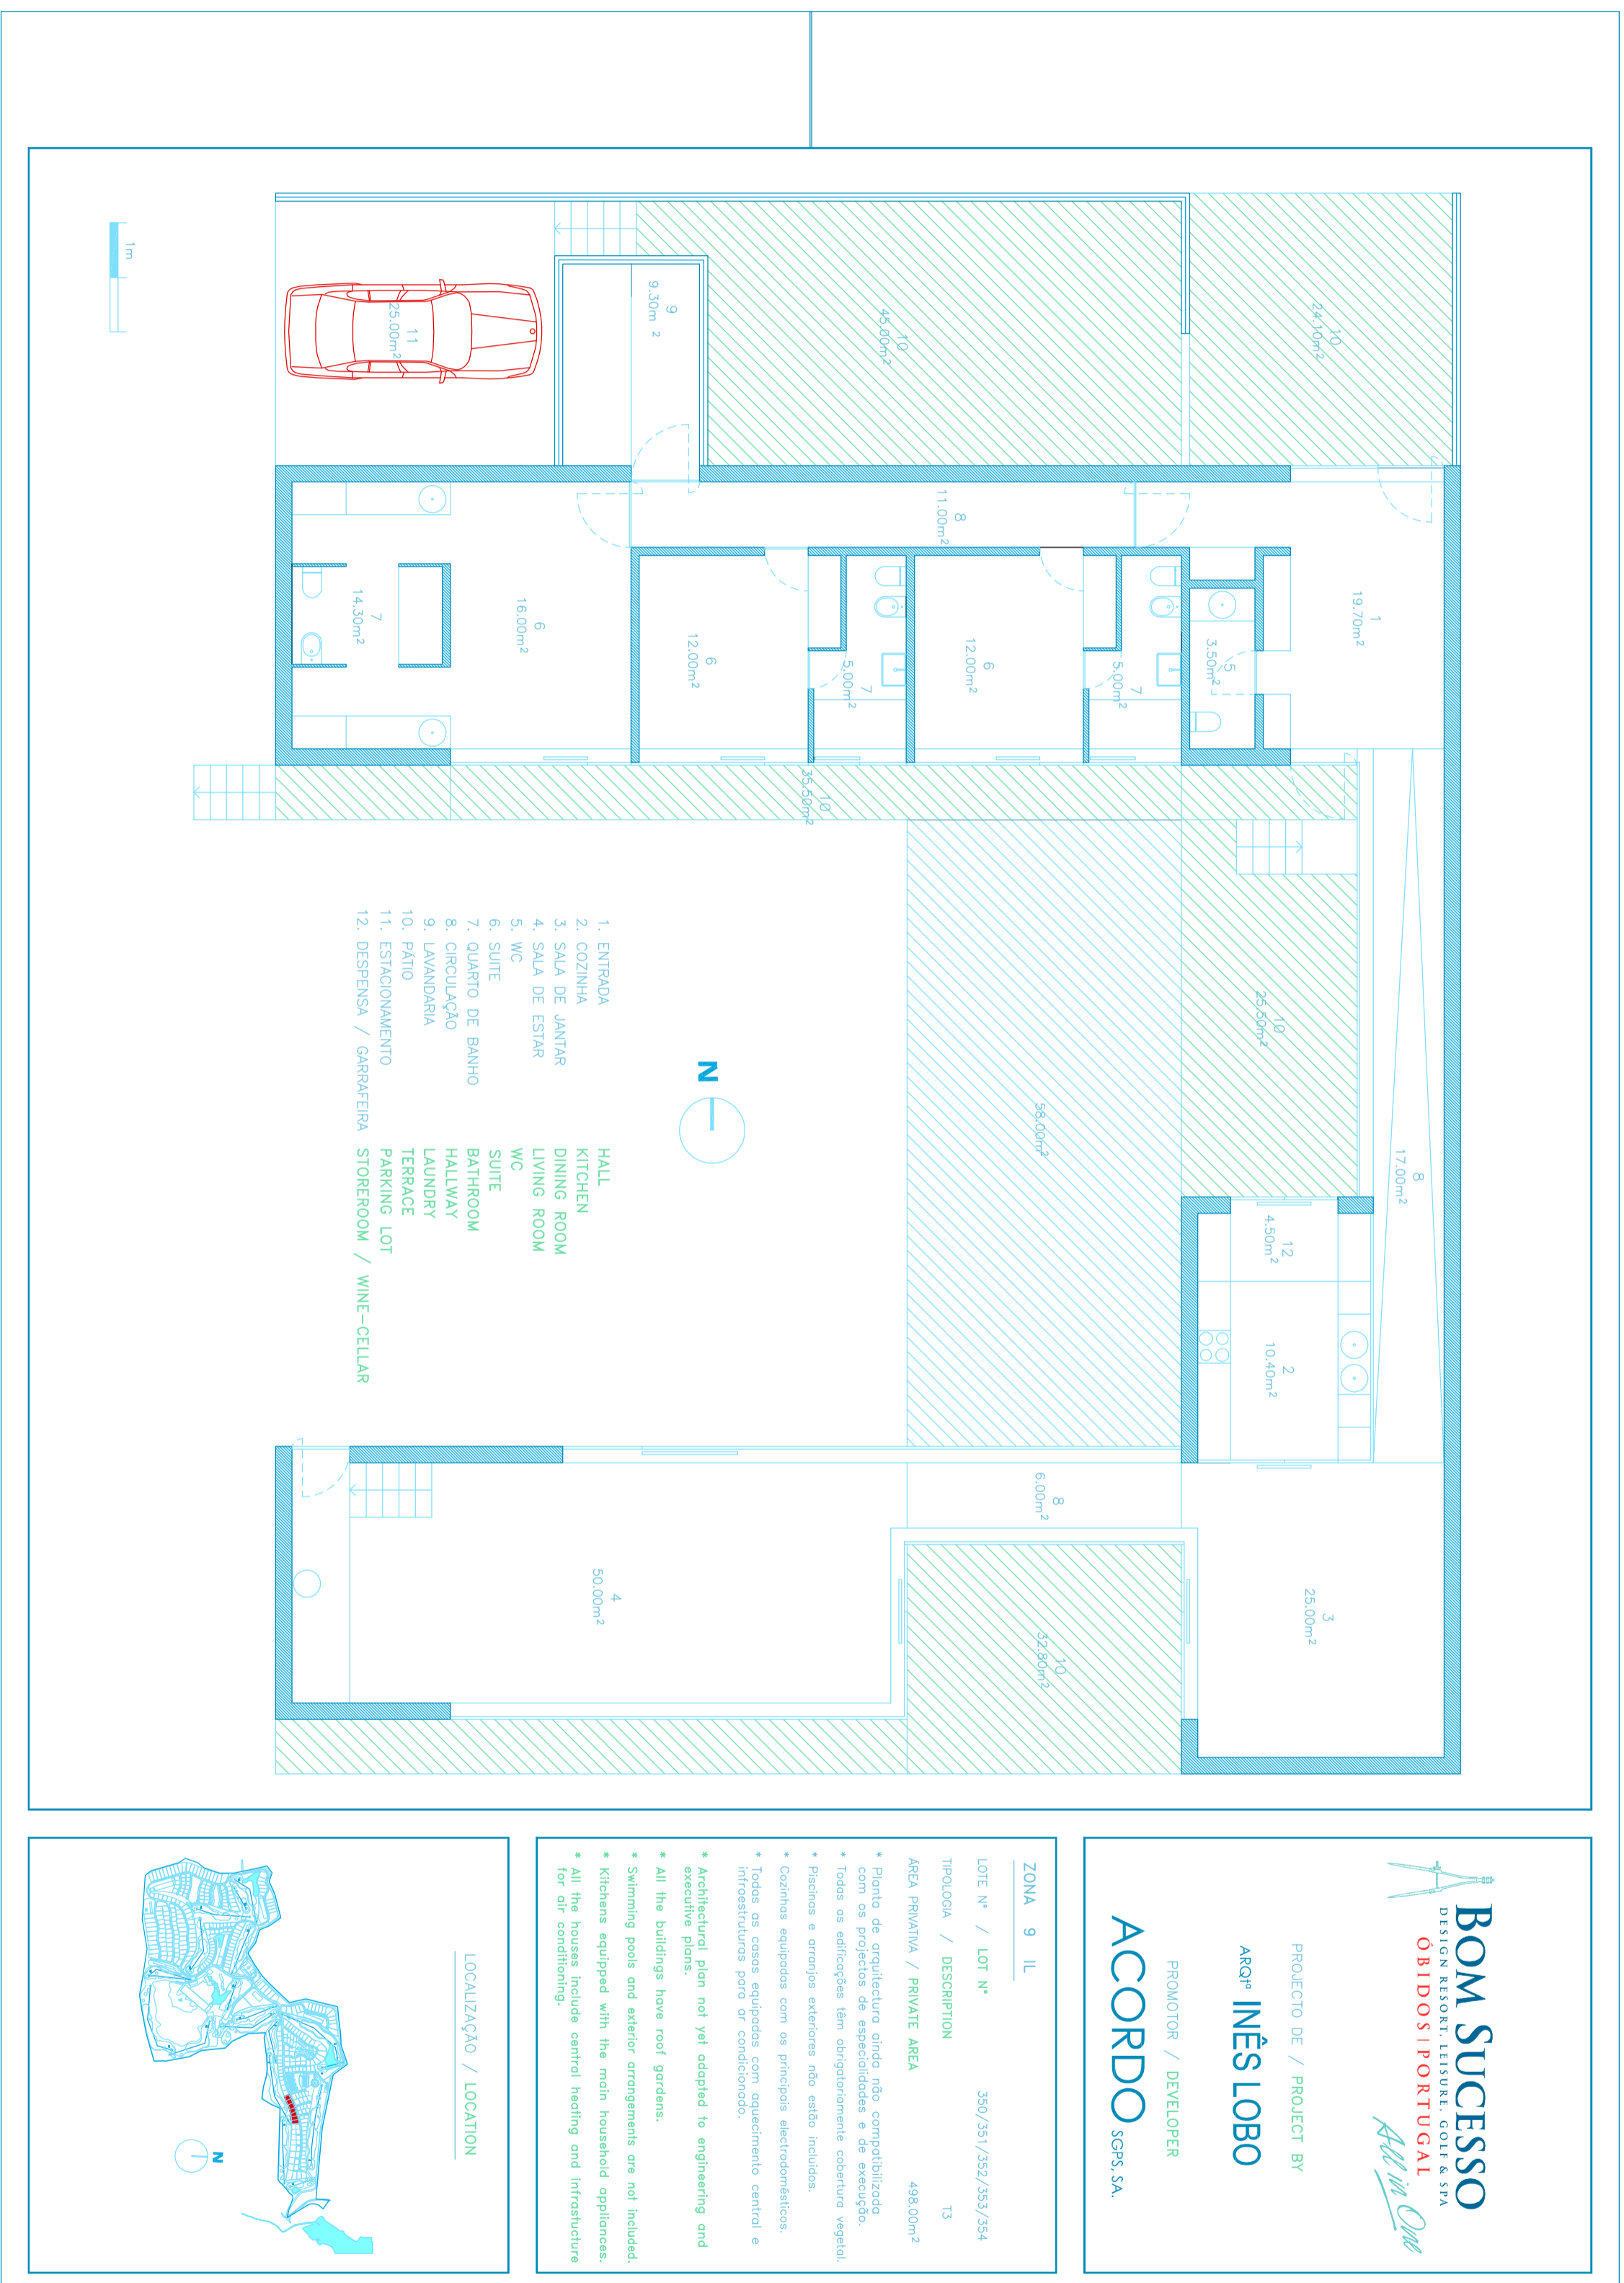 1m
10
24.10m²
10
45.00m²
9
9.30m ²
11
25.00m²
1
19.70m²
8
11.00m²
5
3.50m²
7
5.00m²
6
12.00m²
7
5.00m²
6
12.00m²
6
16.00m²
7
14.30m²
10
35.50m²
10
25.50m²
58.00m²
8
17.00m²
12
4.50m²
2
10.40m²
8
6.00m²
3
25.00m²
10
32.80m²
4
50.00m²
N
1. ENTRADA HALL
2. COZINHA KITCHEN
3. SALA DE JANTAR DINING ROOM
4. SALA DE ESTAR LIVING ROOM
5. WC WC
6. SUITE SUITE
7. QUARTO DE BANHO BATHROOM
8. CIRCULAÇÃO HALLWAY
9. LAVANDARIA LAUNDRY
10. PÁTIO TERRACE
11. ESTACIONAMENTO PARKING LOT
12. DESPENSA / GARRAFEIRA STOREROOM / WINE-CELLAR
BOM SUCESSO
DESIGN RESORT, LEISURE, GOLF & SPA
ÓBIDOS | PORTUGAL
All in One
PROJECTO DE / PROJECT BY
ARQtª INÊS LOBO
PROMOTOR / DEVELOPER
ACORDO SGPS, SA.
ZONA 9 IL
LOTE Nº / LOT Nº 350/351/352/353/354
TIPOLOGIA / DESCRIPTION T3
ÁREA PRIVATIVA / PRIVATE AREA 498.00m²
* Planta de arquitectura ainda não compatibilizada
com os projectos de especialidades e de execução.
* Todas as edificações têm obrigatoriamente cobertura vegetal.
* Piscinas e arranjos exteriores não estão incluidos.
* Cozinhas equipadas com os principais electrodomésticos.
* Todas as casas equipadas com aquecimento central e
infraestruturas para ar condicionado.
* Architectural plan not yet adapted to engineering and
executive plans.
* All the buildings have roof gardens.
* Swimming pools and exterior arrangements are not included.
* Kitchens equipped with the main household appliances.
* All the houses include central heating and infrastucture
for air conditioning.
LOCALIZAÇÃO / LOCATION
N